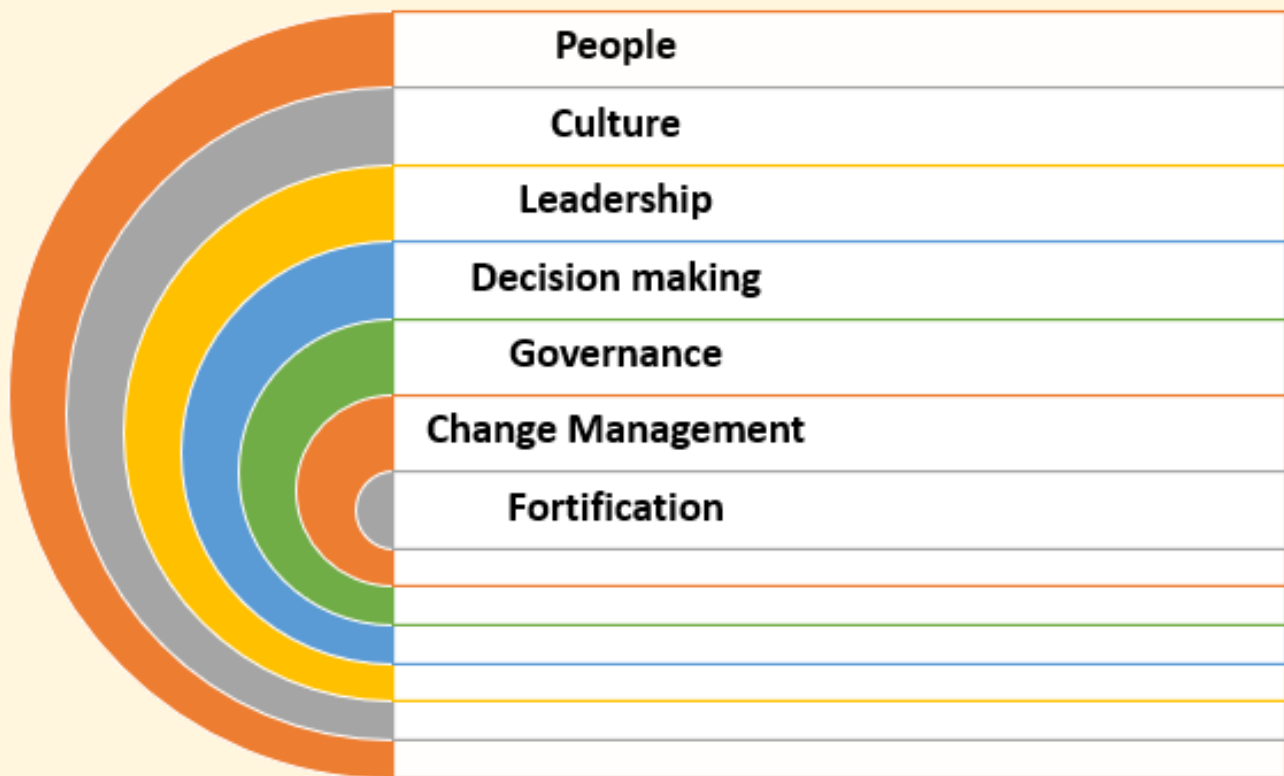 People
Culture
Leadership
Decision making
Governance
Change Management
Fortification